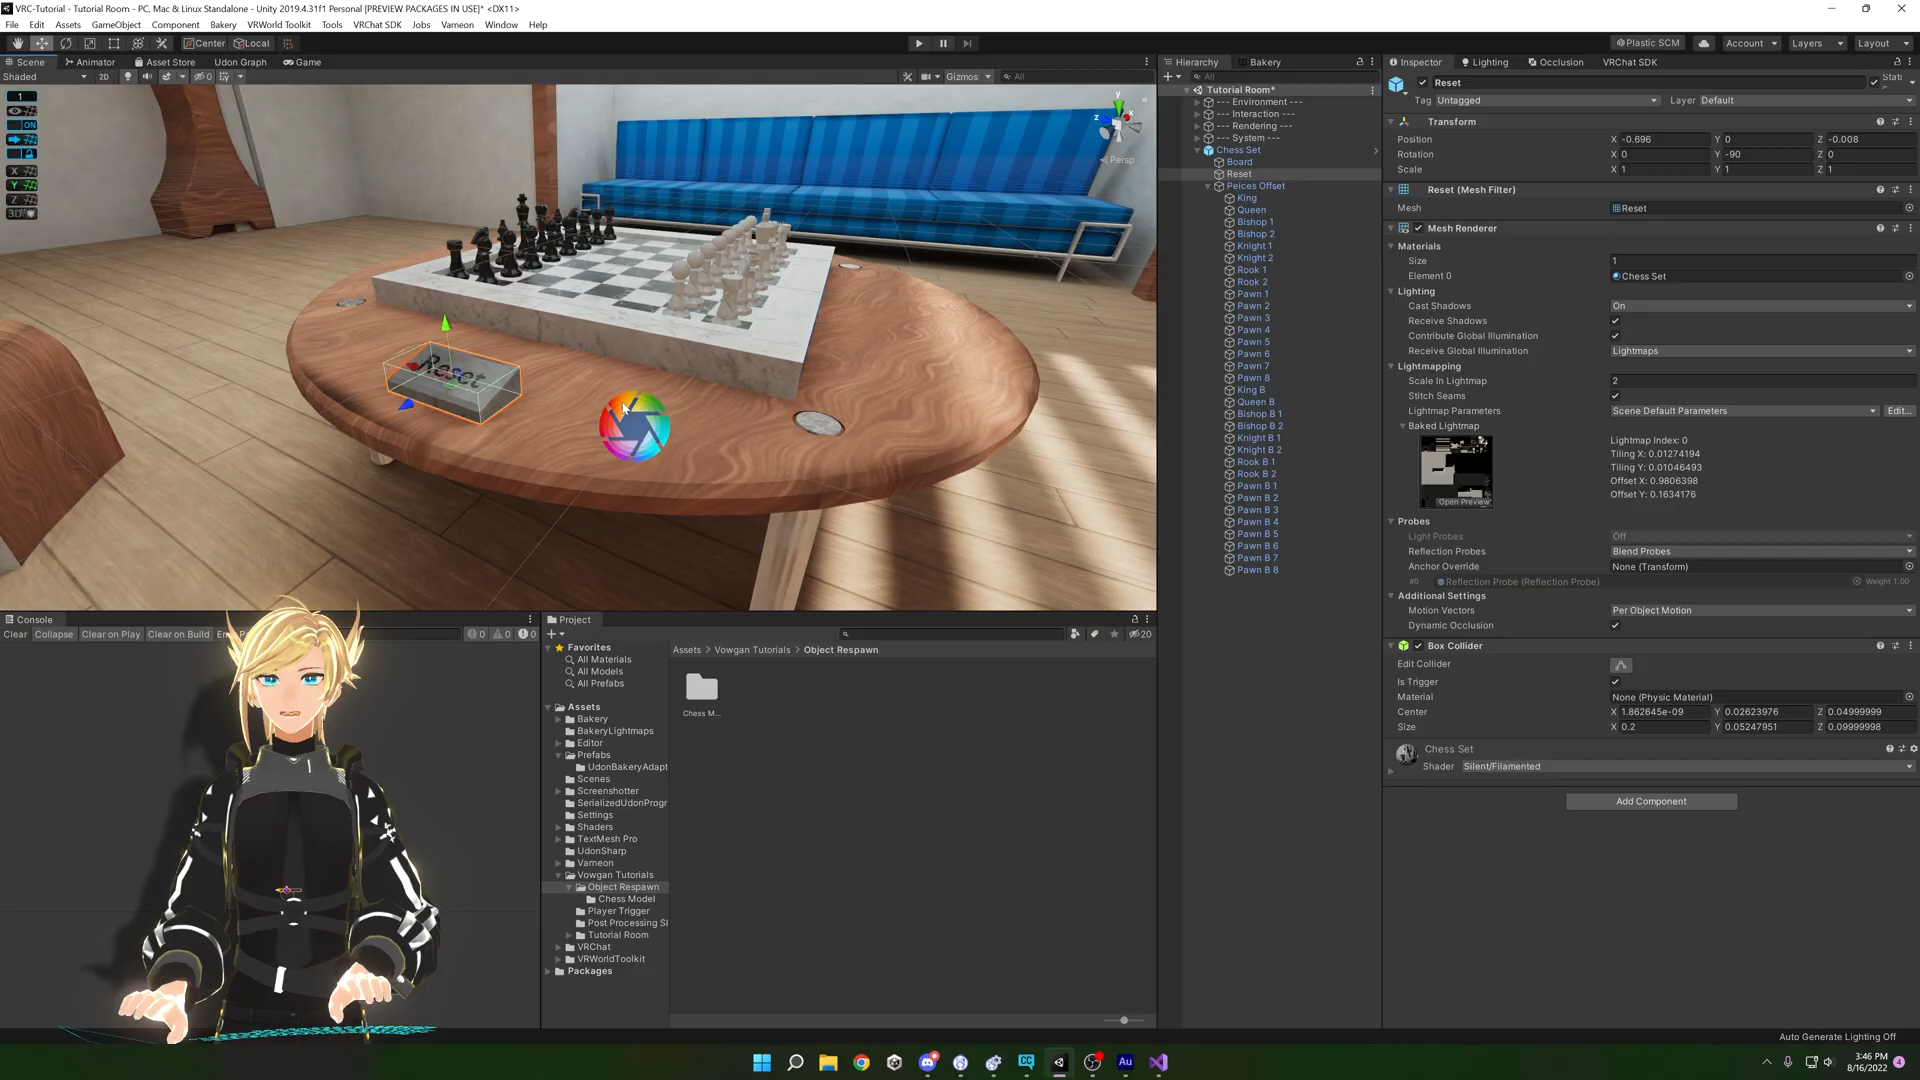 VRC-Tutorial - Tutorial Room - PC, Mac & Linux Standalone - Unity 2019.4.31f1 Personal [PREVIEW PACKAGES IN USE]* <DX11>
File Edit Assets GameObject Component Bakery VRWorld Toolkit Tools VRChat SDK Jobs Varneon Window Help
Center Local Plastic SCM Account Layers Layout
Scene Animator Asset Store Udon Graph Game
Shaded 2D 0 Gizmos All
1
ON
X
Y
Z
3D
y
x
z
Persp
Reset
Hierarchy Bakery
All
Tutorial Room*
--- Environment ---
--- Interaction ---
--- Rendering ---
--- System ---
Chess Set
Board
Reset
Peices Offset
King
Queen
Bishop 1
Bishop 2
Knight 1
Knight 2
Rook 1
Rook 2
Pawn 1
Pawn 2
Pawn 3
Pawn 4
Pawn 5
Pawn 6
Pawn 7
Pawn 8
King B
Queen B
Bishop B 1
Bishop B 2
Knight B 1
Knight B 2
Rook B 1
Rook B 2
Pawn B 1
Pawn B 2
Pawn B 3
Pawn B 4
Pawn B 5
Pawn B 6
Pawn B 7
Pawn B 8
Inspector Lighting Occlusion VRChat SDK
Reset Stati
Tag Untagged Layer Default
Transform
Position X -0.696 Y 0 Z -0.008
Rotation X 0 Y -90 Z 0
Scale X 1 Y 1 Z 1
Reset (Mesh Filter)
Mesh Reset
Mesh Renderer
Materials
Size 1
Element 0 Chess Set
Lighting
Cast Shadows On
Receive Shadows
Contribute Global Illumination
Receive Global Illumination Lightmaps
Lightmapping
Scale In Lightmap 2
Stitch Seams
Lightmap Parameters Scene Default Parameters Edit...
Baked Lightmap
Lightmap Index: 0
Tiling X: 0.01274194
Tiling Y: 0.01046493
Offset X: 0.9806398
Offset Y: 0.1634176
Open Preview
Probes
Light Probes Off
Reflection Probes Blend Probes
Anchor Override None (Transform)
#0 Reflection Probe (Reflection Probe) Weight 1.00
Additional Settings
Motion Vectors Per Object Motion
Dynamic Occlusion
Box Collider
Edit Collider
Is Trigger
Material None (Physic Material)
Center X 1.862645e-09 Y 0.02623976 Z 0.04999999
Size X 0.2 Y 0.05247951 Z 0.09999998
Chess Set
Shader Silent/Filamented
Add Component
Console
Clear Collapse Clear on Play Clear on Build 0 0 0
Project
20
Favorites
All Materials
All Models
All Prefabs
Assets
Bakery
BakeryLightmaps
Editor
Prefabs
UdonBakeryAdapt
Scenes
Screenshotter
SerializedUdonProgr
Settings
Shaders
TextMesh Pro
UdonSharp
Varneon
Vowgan Tutorials
Object Respawn
Chess Model
Player Trigger
Post Processing Sl
Tutorial Room
VRChat
VRWorldToolkit
Packages
Assets > Vowgan Tutorials > Object Respawn
Chess M...
Auto Generate Lighting Off
CC Au
3:46 PM
8/16/2022
4